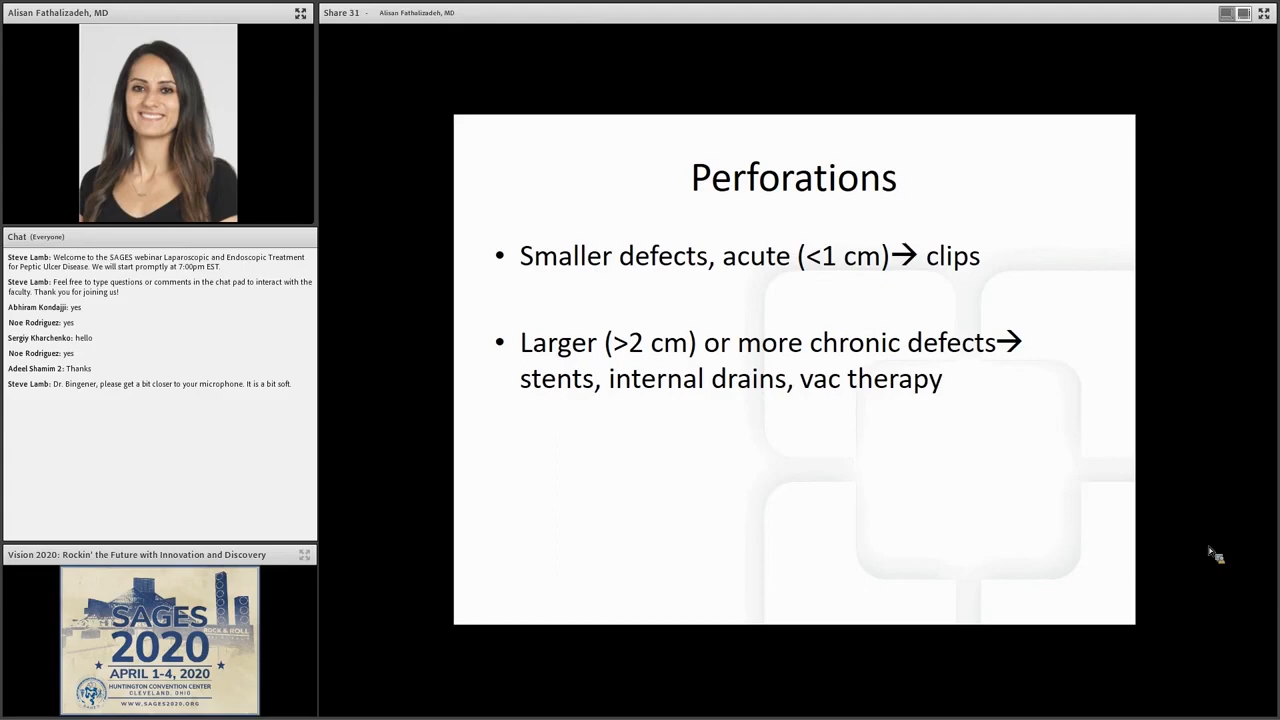 Alisan Fathalizadeh, MD
Share 31 - Alisan Fathalizadeh, MD
Chat (Everyone)
Steve Lamb: Welcome to the SAGES webinar Laparoscopic and Endoscopic Treatment
for Peptic Ulcer Disease. We will start promptly at 7:00pm EST.
Steve Lamb: Feel free to type questions or comments in the chat pad to interact with the
faculty. Thank you for joining us!
Abhiram Kondajji: yes
Noe Rodriguez: yes
Sergiy Kharchenko: hello
Noe Rodriguez: yes
Adeel Shamim 2: Thanks
Steve Lamb: Dr. Bingener, please get a bit closer to your microphone. It is a bit soft.
Vision 2020: Rockin' the Future with Innovation and Discovery
ROCK & ROLL
SAGES
2020
APRIL 1-4, 2020
HUNTINGTON CONVENTION CENTER
CLEVELAND, OHIO
WWW.SAGES2020.ORG
Perforations
• Smaller defects, acute (<1 cm)→ clips
• Larger (>2 cm) or more chronic defects→
stents, internal drains, vac therapy